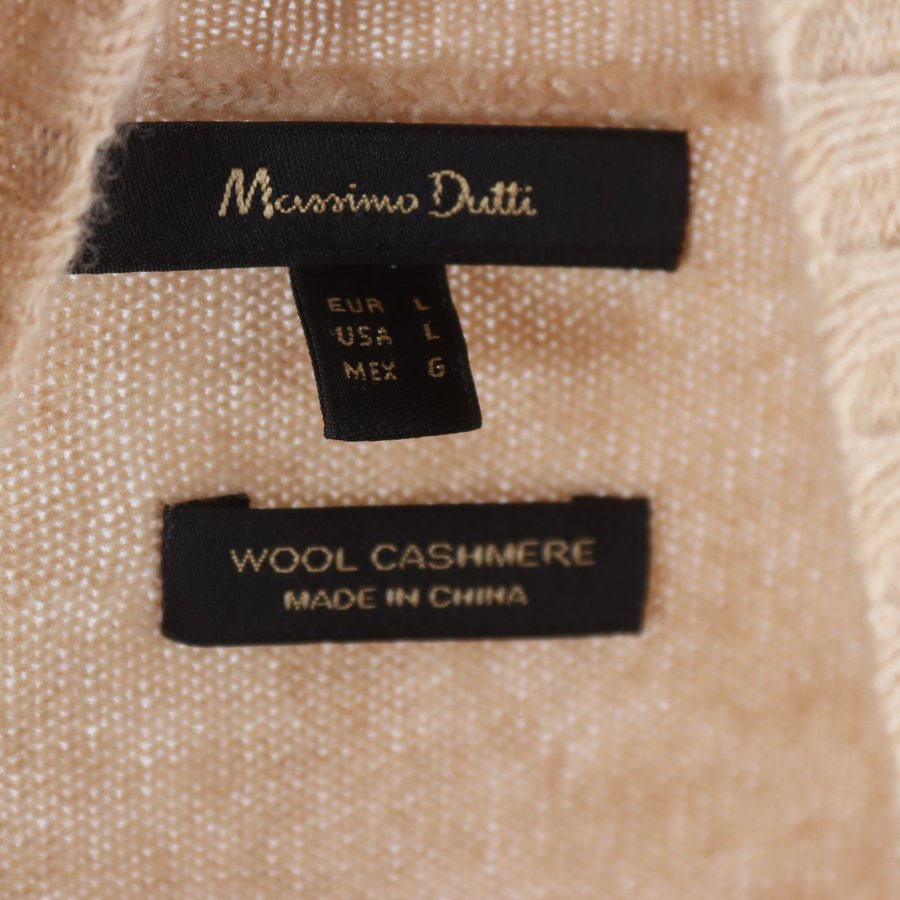 Massimo Dutti
EUR L
USA L
MEX G
WOOL CASHMERE
MADE IN CHINA